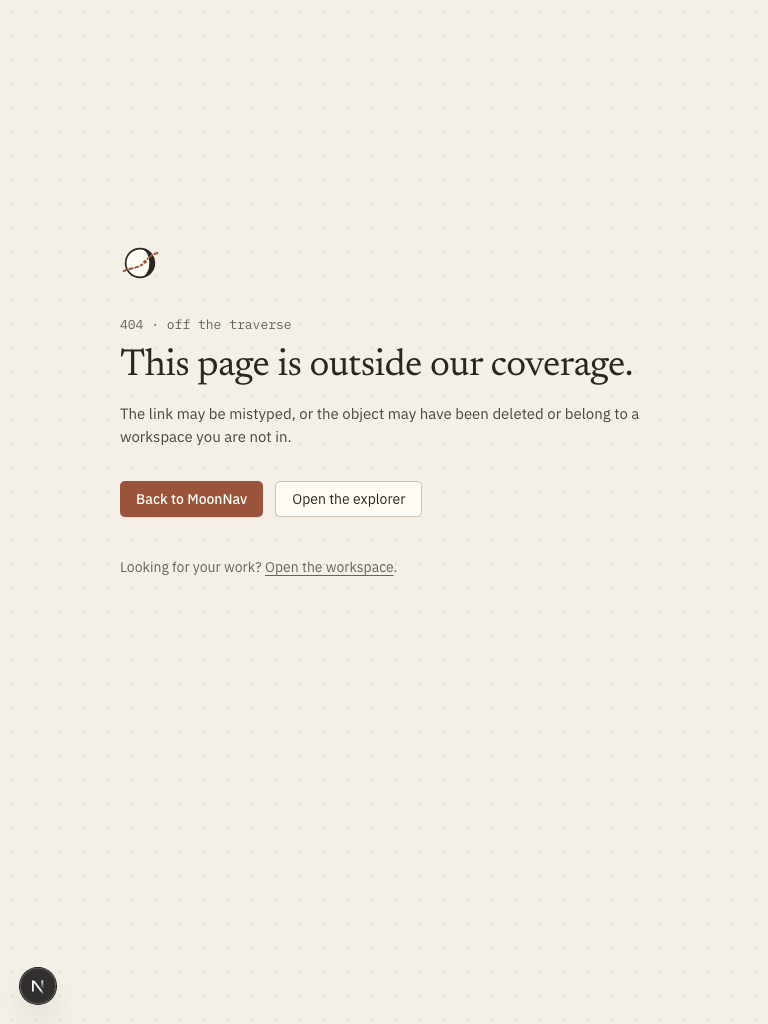 404 · off the traverse
This page is outside our coverage.
The link may be mistyped, or the object may have been deleted or belong to a
workspace you are not in.
Back to MoonNav
Open the explorer
Looking for your work? Open the workspace.
N